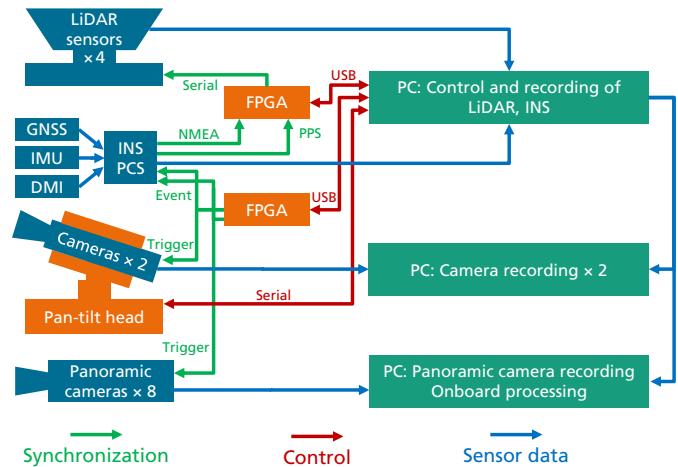 LiDAR
sensors
×4
Serial
USB
FPGA
PC: Control and recording of
LiDAR, INS
GNSS
IMU
DMI
INS
PCS
NMEA
PPS
Event
FPGA
USB
Cameras × 2
Trigger
PC: Camera recording × 2
Serial
Pan-tilt head
Trigger
Panoramic
cameras × 8
PC: Panoramic camera recording
Onboard processing
Synchronization
Control
Sensor data